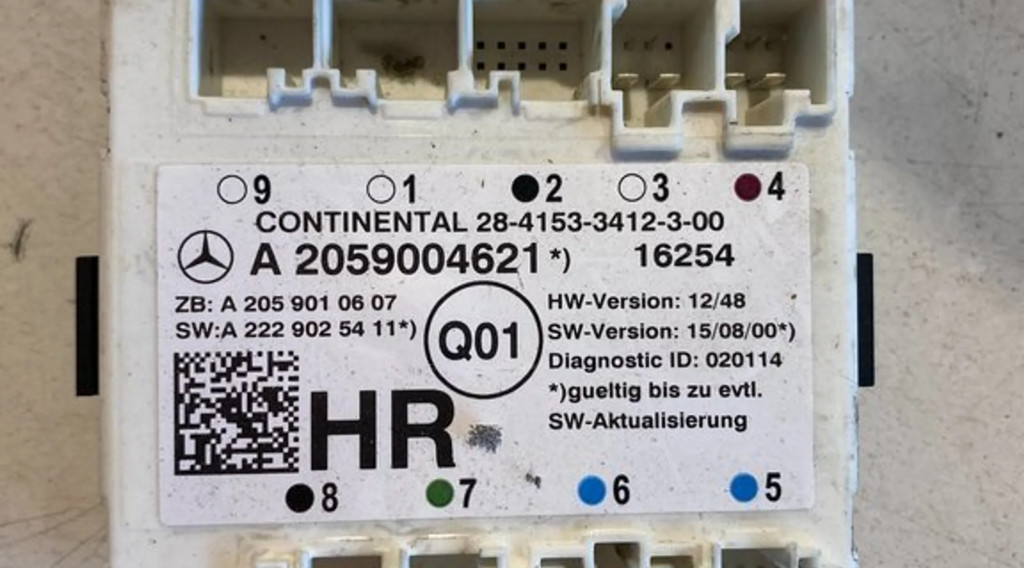 9 1 2 3 4
CONTINENTAL 28-4153-3412-3-00
A 2059004621*) 16254
ZB: A 205 901 06 07
SW:A 222 902 54 11*)
Q01
HW-Version: 12/48
SW-Version: 15/08/00*)
Diagnostic ID: 020114
*)gueltig bis zu evtl.
SW-Aktualisierung
HR
8 7 6 5